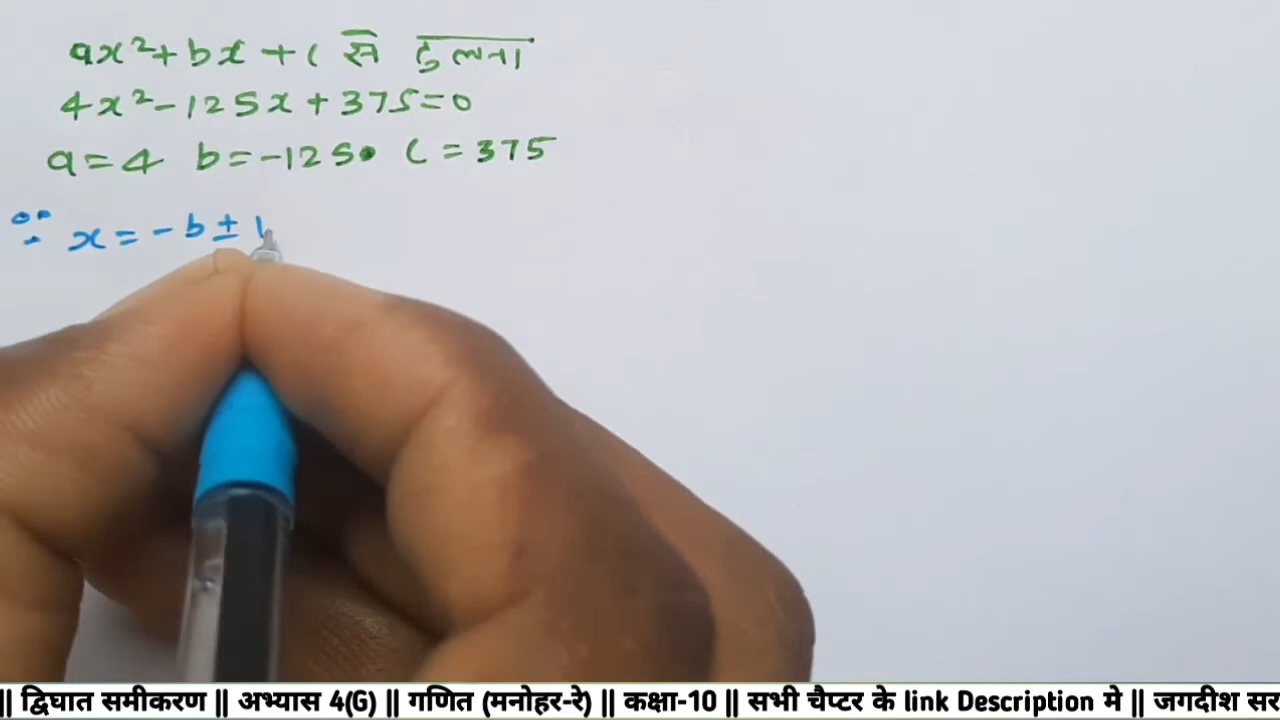 ax²+bx+c से तुलना
4x²-125x+375=0
a=4 b=-125 c=375
∵ x=-b±
|| द्विघात समीकरण || अभ्यास 4(G) || गणित (मनोहर-रे) || कक्षा-10 || सभी चैप्टर के link Description मे || जगदीश सर